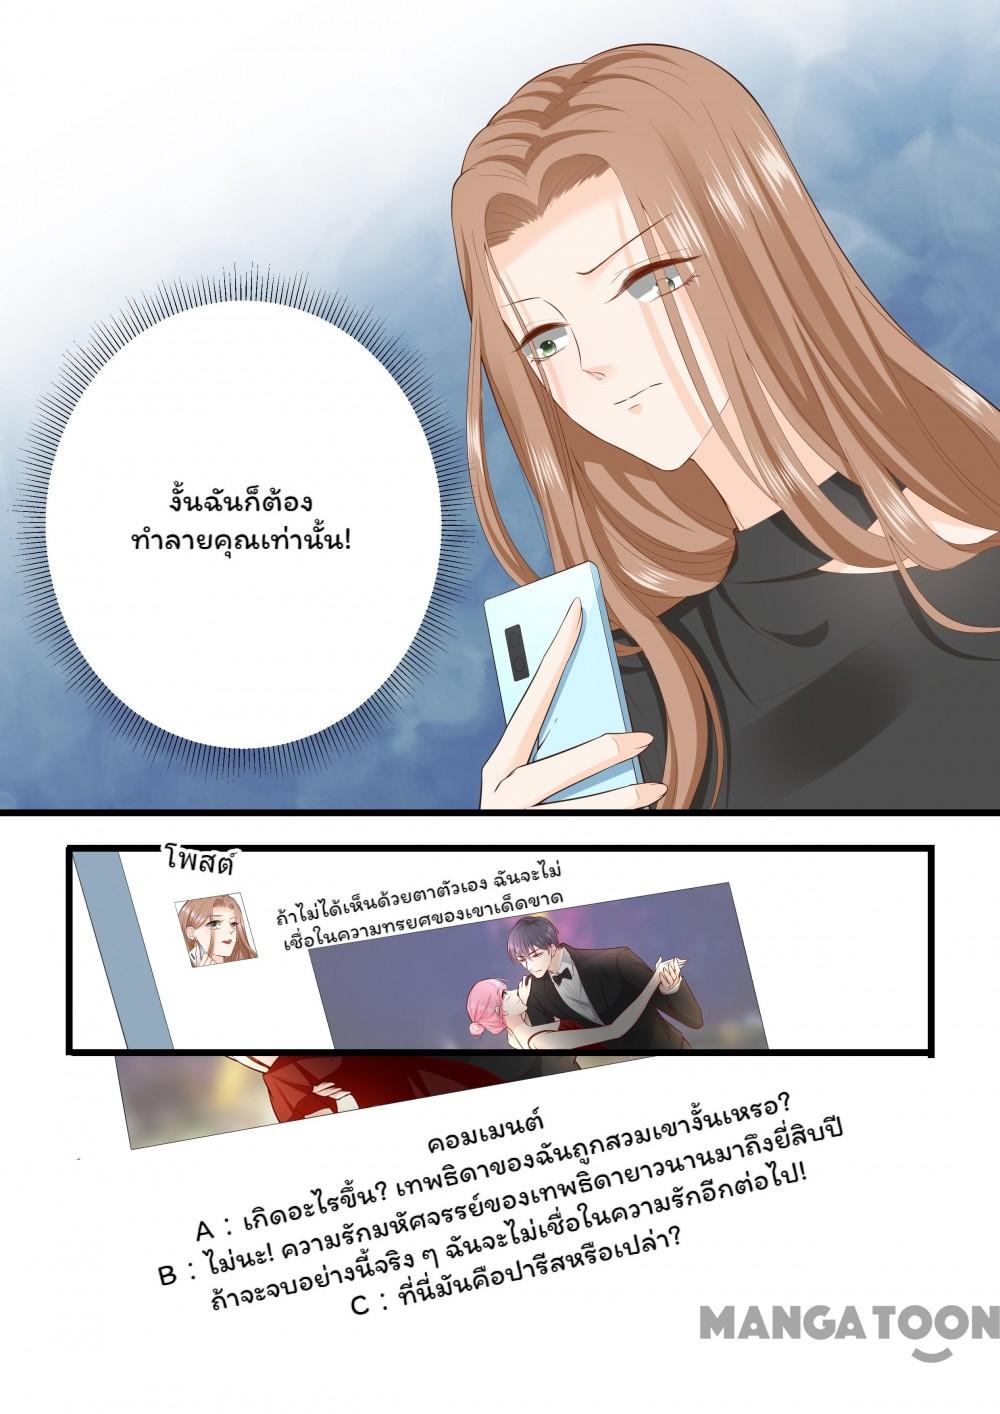 งั้นฉันก็ต้อง
ทำลายคุณเท่านั้น!
โพสต์
ถ้าไม่ได้เห็นด้วยตาตัวเอง ฉันจะไม่
เชื่อในความทรยศของเขาเด็ดขาด
คอมเมนต์
A : เกิดอะไรขึ้น? เทพธิดาของฉันถูกสวมเขางั้นเหรอ?
B : ไม่นะ! ความรักมหัศจรรย์ของเทพธิดายาวนานมาถึงยี่สิบปี
ถ้าจะจบอย่างนี้จริง ๆ ฉันจะไม่เชื่อในความรักอีกต่อไป!
C : ที่นี่มันคือปารีสหรือเปล่า?
MANGATOON